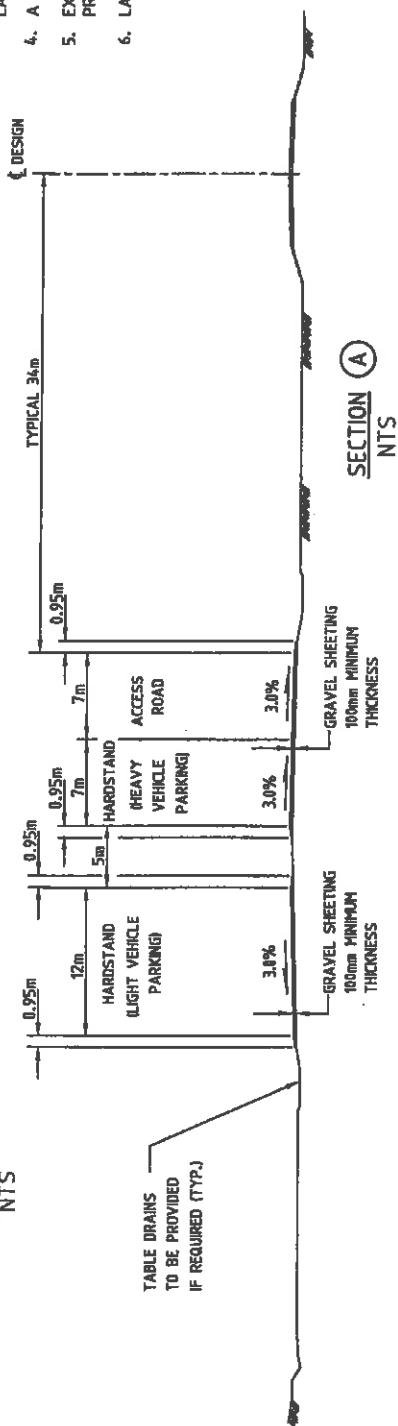 LA
4. A
5. EX
PR
6. LA
NTS
℄ DESIGN
TYPICAL 34m
0.95m
12m
0.95m
5m
0.95m
7m
7m
0.95m
HARDSTAND
(LIGHT VEHICLE
PARKING)
HARDSTAND
(HEAVY
VEHICLE
PARKING)
ACCESS
ROAD
3.0%
3.0%
3.0%
TABLE DRAINS
TO BE PROVIDED
IF REQUIRED (TYP.)
GRAVEL SHEETING
100mm MINIMUM
THICKNESS
GRAVEL SHEETING
100mm MINIMUM
THICKNESS
SECTION A
NTS